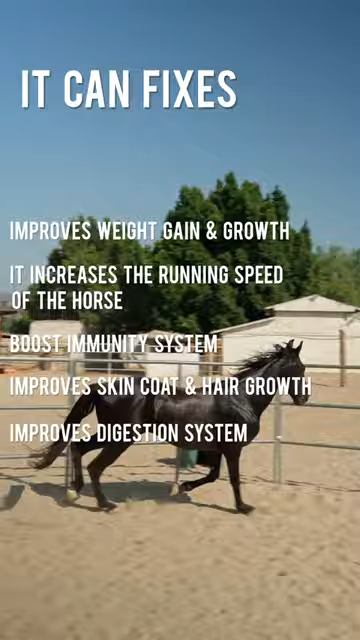 IT CAN FIXES
IMPROVES WEIGHT GAIN & GROWTH
IT INCREASES THE RUNNING SPEED
OF THE HORSE
BOOST IMMUNITY SYSTEM
IMPROVES SKIN COAT & HAIR GROWTH
IMPROVES DIGESTION SYSTEM